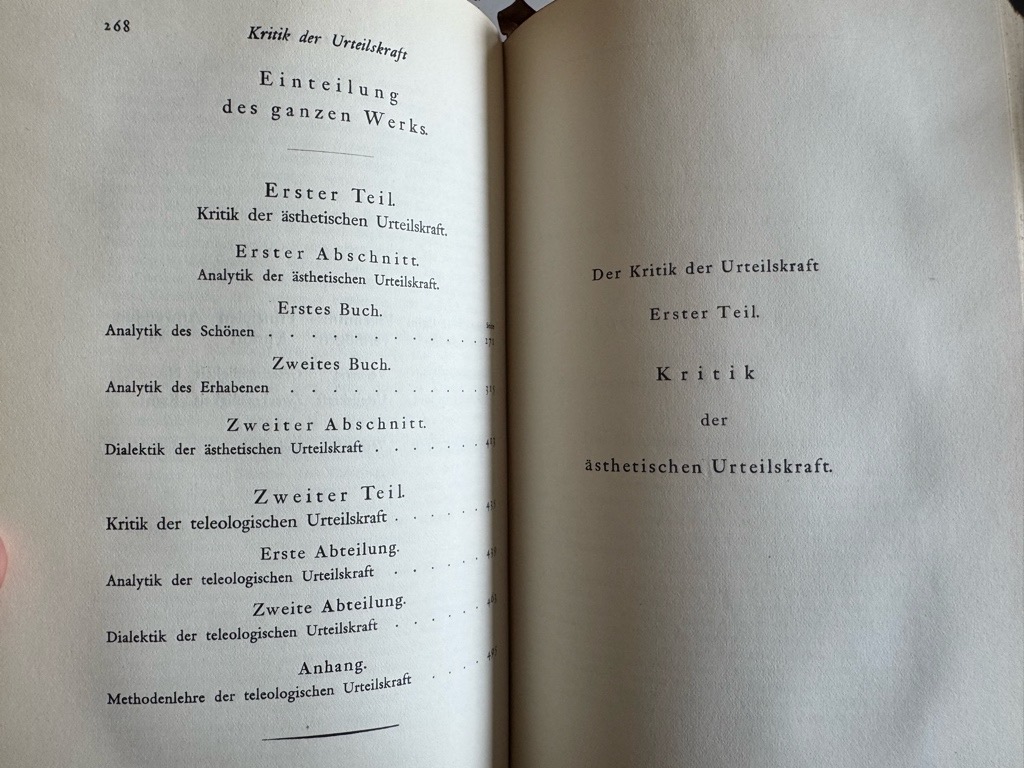 268
Kritik der Urteilskraft
Einteilung
des ganzen Werks.
Erster Teil.
Kritik der ästhetischen Urteilskraft.
Erster Abschnitt.
Analytik der ästhetischen Urteilskraft.
Erstes Buch.
Seite
Analytik des Schönen . . . . . . . . . . .
Zweites Buch.
Analytik des Erhabenen . . . . . . . . . .
Zweiter Abschnitt.
Dialektik der ästhetischen Urteilskraft . . . . . .
Zweiter Teil.
Kritik der teleologischen Urteilskraft . . . . .
Erste Abteilung.
Analytik der teleologischen Urteilskraft . . . . .
Zweite Abteilung.
Dialektik der teleologischen Urteilskraft . . . . .
Anhang.
Methodenlehre der teleologischen Urteilskraft . . .
Der Kritik der Urteilskraft
Erster Teil.
Kritik
der
ästhetischen Urteilskraft.